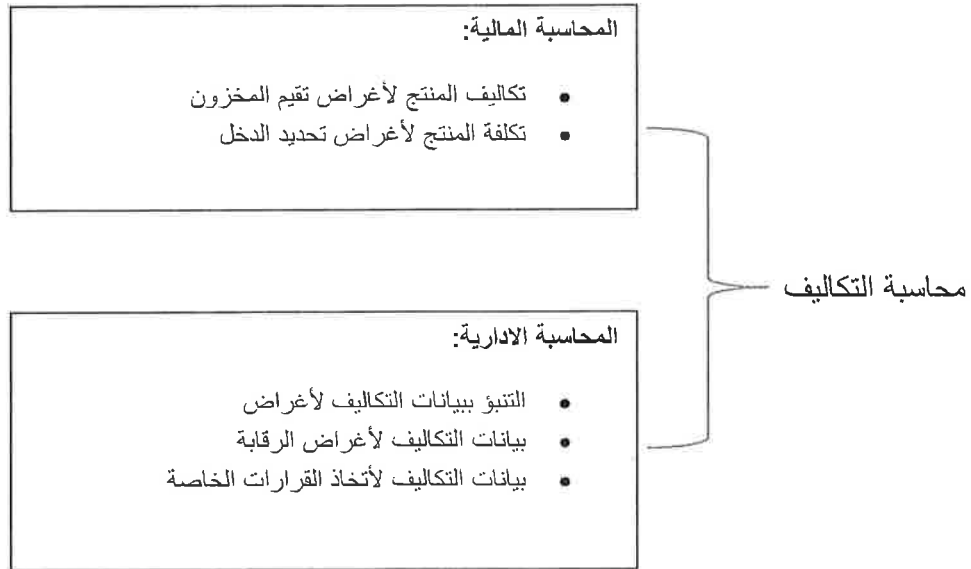 المحاسبة المالية:
• تكاليف المنتج لأغراض تقيم المخزون
• تكلفة المنتج لأغراض تحديد الدخل
محاسبة التكاليف
المحاسبة الادارية:
• التنبؤ ببيانات التكاليف لأغراض
• بيانات التكاليف لأغراض الرقابة
• بيانات التكاليف لأتخاذ القرارات الخاصة